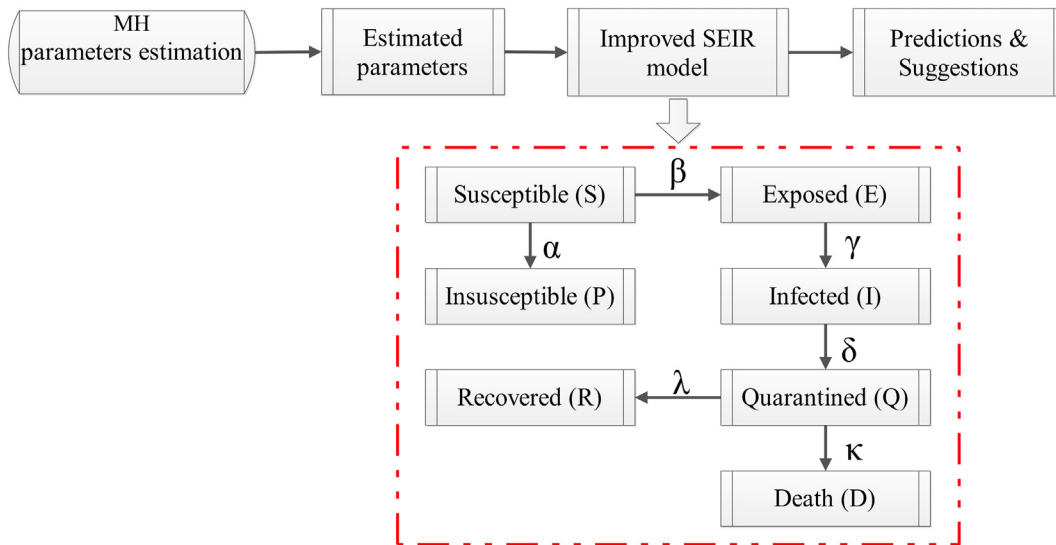 MH
parameters estimation
Estimated
parameters
Improved SEIR
model
Predictions &
Suggestions
Susceptible (S)
β
Exposed (E)
α
γ
Insusceptible (P)
Infected (I)
δ
Recovered (R)
λ
Quarantined (Q)
κ
Death (D)